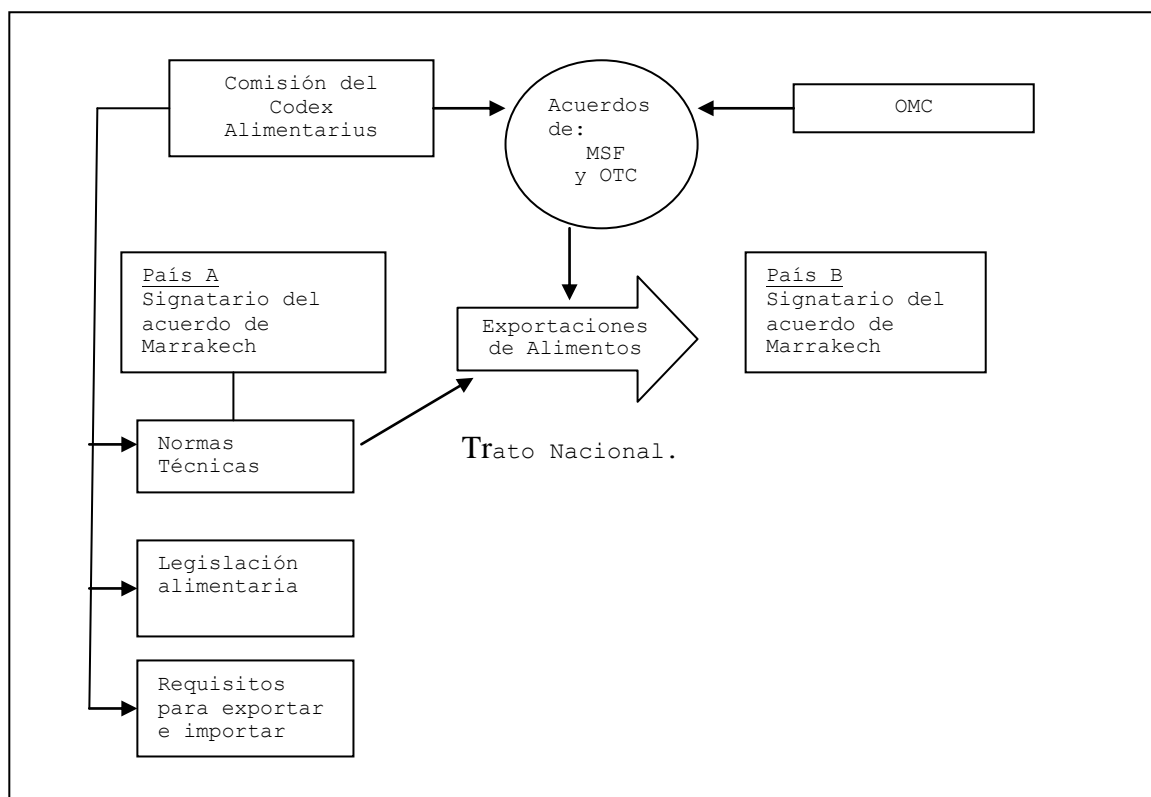 Comisión del
Codex
Alimentarius
Acuerdos
de:
MSF
y OTC
OMC
País A
Signatario del
acuerdo de
Marrakech
Exportaciones
de Alimentos
País B
Signatario del
acuerdo de
Marrakech
Normas
Técnicas
Trato Nacional.
Legislación
alimentaria
Requisitos
para exportar
e importar